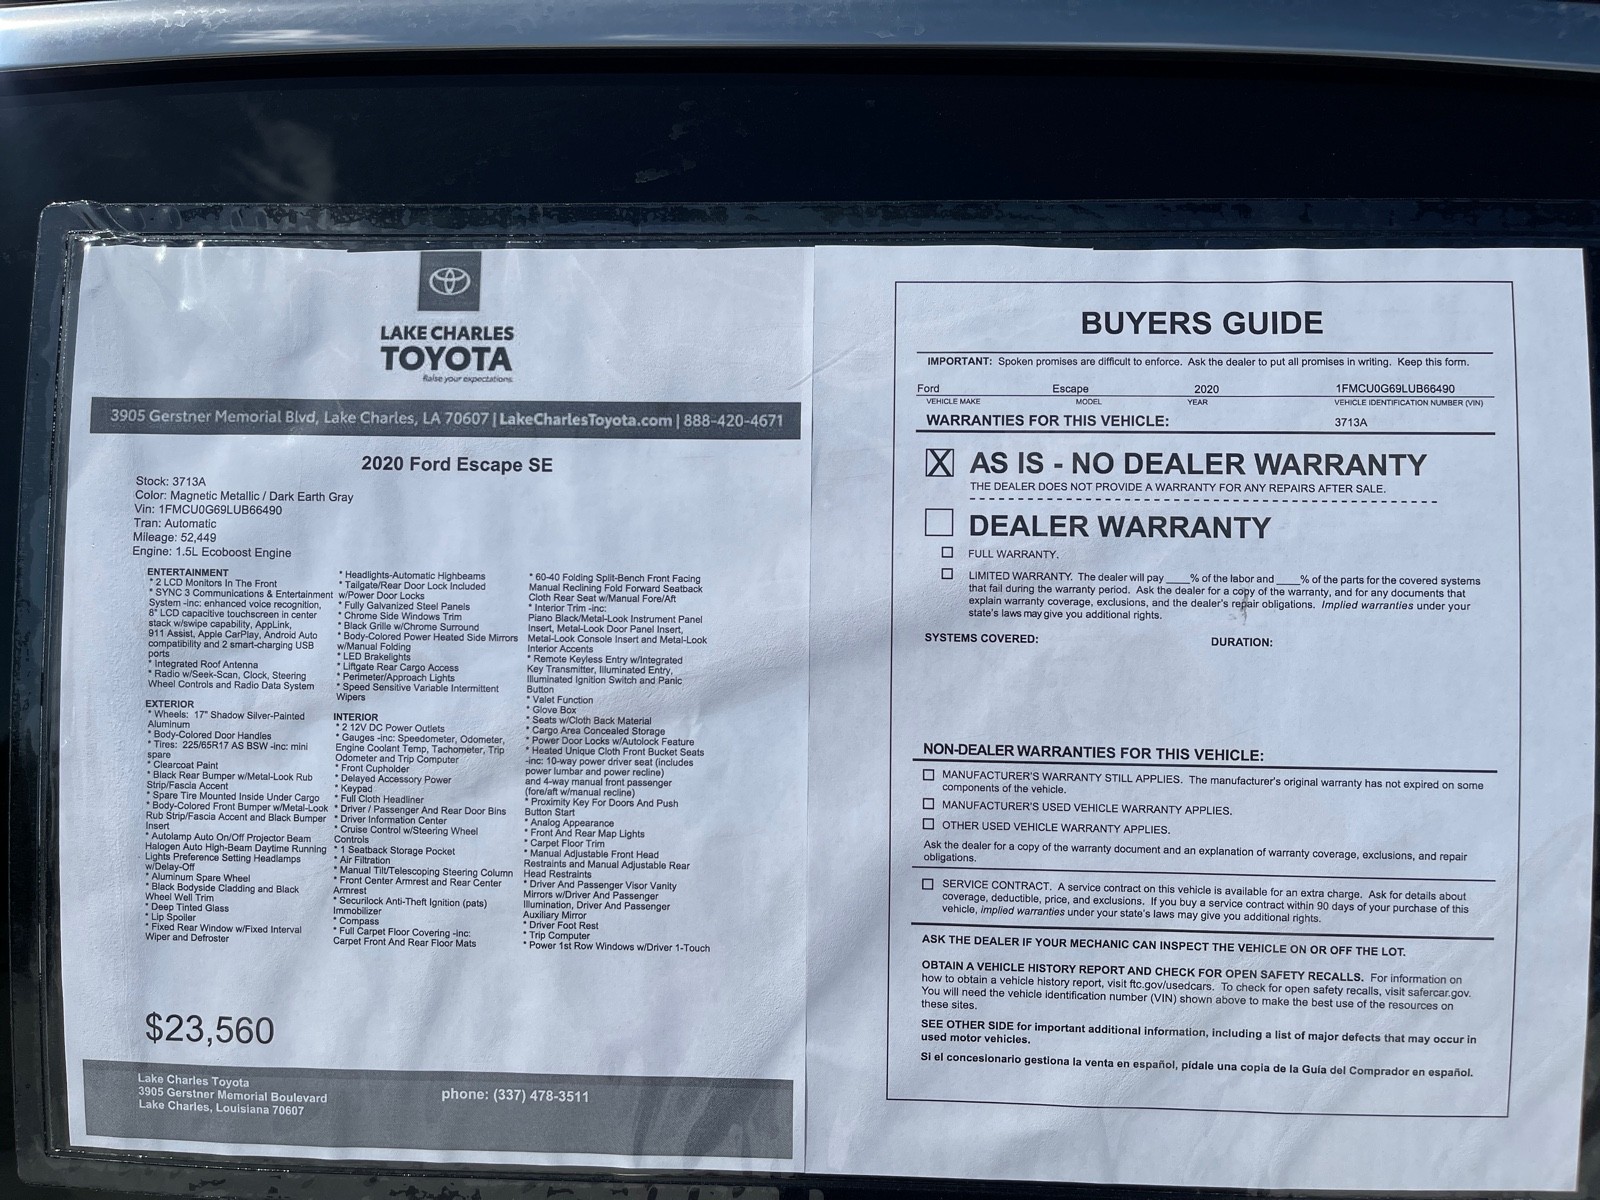 LAKE CHARLES
TOYOTA
Raise your expectations.
3905 Gerstner Memorial Blvd, Lake Charles, LA 70607 | LakeCharlesToyota.com | 888-420-4671
2020 Ford Escape SE
Stock: 3713A
Color: Magnetic Metallic / Dark Earth Gray
Vin: 1FMCU0G69LUB66490
Tran: Automatic
Mileage: 52,449
Engine: 1.5L Ecoboost Engine
ENTERTAINMENT
* 2 LCD Monitors In The Front
* SYNC 3 Communications & Entertainment
System -inc: enhanced voice recognition,
8" LCD capacitive touchscreen in center
stack w/swipe capability, AppLink,
911 Assist, Apple CarPlay, Android Auto
compatibility and 2 smart-charging USB
ports
* Integrated Roof Antenna
* Radio w/Seek-Scan, Clock, Steering
Wheel Controls and Radio Data System
EXTERIOR
* Wheels: 17" Shadow Silver-Painted
Aluminum
* Body-Colored Door Handles
* Tires: 225/65R17 AS BSW -inc: mini
spare
* Clearcoat Paint
* Black Rear Bumper w/Metal-Look Rub
Strip/Fascia Accent
* Spare Tire Mounted Inside Under Cargo
* Body-Colored Front Bumper w/Metal-Look
Rub Strip/Fascia Accent and Black Bumper
Insert
* Autolamp Auto On/Off Projector Beam
Halogen Auto High-Beam Daytime Running
Lights Preference Setting Headlamps
w/Delay-Off
* Aluminum Spare Wheel
* Black Bodyside Cladding and Black
Wheel Well Trim
* Deep Tinted Glass
* Lip Spoiler
* Fixed Rear Window w/Fixed Interval
Wiper and Defroster
* Headlights-Automatic Highbeams
* Tailgate/Rear Door Lock Included
w/Power Door Locks
* Fully Galvanized Steel Panels
* Chrome Side Windows Trim
* Black Grille w/Chrome Surround
* Body-Colored Power Heated Side Mirrors
w/Manual Folding
* LED Brakelights
* Liftgate Rear Cargo Access
* Perimeter/Approach Lights
* Speed Sensitive Variable Intermittent
Wipers
INTERIOR
* 2 12V DC Power Outlets
* Gauges -inc: Speedometer, Odometer,
Engine Coolant Temp, Tachometer, Trip
Odometer and Trip Computer
* Front Cupholder
* Delayed Accessory Power
* Keypad
* Full Cloth Headliner
* Driver / Passenger And Rear Door Bins
* Driver Information Center
* Cruise Control w/Steering Wheel
Controls
* 1 Seatback Storage Pocket
* Air Filtration
* Manual Tilt/Telescoping Steering Column
* Front Center Armrest and Rear Center
Armrest
* Securilock Anti-Theft Ignition (pats)
Immobilizer
* Compass
* Full Carpet Floor Covering -inc:
Carpet Front And Rear Floor Mats
* 60-40 Folding Split-Bench Front Facing
Manual Reclining Fold Forward Seatback
Cloth Rear Seat w/Manual Fore/Aft
* Interior Trim -inc:
Piano Black/Metal-Look Instrument Panel
Insert, Metal-Look Door Panel Insert,
Metal-Look Console Insert and Metal-Look
Interior Accents
* Remote Keyless Entry w/Integrated
Key Transmitter, Illuminated Entry,
Illuminated Ignition Switch and Panic
Button
* Valet Function
* Glove Box
* Seats w/Cloth Back Material
* Cargo Area Concealed Storage
* Power Door Locks w/Autolock Feature
* Heated Unique Cloth Front Bucket Seats
-inc: 10-way power driver seat (includes
power lumbar and power recline)
and 4-way manual front passenger
(fore/aft w/manual recline)
* Proximity Key For Doors And Push
Button Start
* Analog Appearance
* Front And Rear Map Lights
* Carpet Floor Trim
* Manual Adjustable Front Head
Restraints and Manual Adjustable Rear
Head Restraints
* Driver And Passenger Visor Vanity
Mirrors w/Driver And Passenger
Illumination, Driver And Passenger
Auxiliary Mirror
* Driver Foot Rest
* Trip Computer
* Power 1st Row Windows w/Driver 1-Touch
$23,560
Lake Charles Toyota
3905 Gerstner Memorial Boulevard
Lake Charles, Louisiana 70607
phone: (337) 478-3511
BUYERS GUIDE
IMPORTANT: Spoken promises are difficult to enforce. Ask the dealer to put all promises in writing. Keep this form.
Ford Escape 2020 1FMCU0G69LUB66490
VEHICLE MAKE MODEL YEAR VEHICLE IDENTIFICATION NUMBER (VIN)
WARRANTIES FOR THIS VEHICLE: 3713A
X AS IS - NO DEALER WARRANTY
THE DEALER DOES NOT PROVIDE A WARRANTY FOR ANY REPAIRS AFTER SALE.
DEALER WARRANTY
FULL WARRANTY.
LIMITED WARRANTY. The dealer will pay ____% of the labor and ____% of the parts for the covered systems
that fail during the warranty period. Ask the dealer for a copy of the warranty, and for any documents that
explain warranty coverage, exclusions, and the dealer's repair obligations. Implied warranties under your
state's laws may give you additional rights.
SYSTEMS COVERED: DURATION:
NON-DEALER WARRANTIES FOR THIS VEHICLE:
MANUFACTURER'S WARRANTY STILL APPLIES. The manufacturer's original warranty has not expired on some
components of the vehicle.
MANUFACTURER'S USED VEHICLE WARRANTY APPLIES.
OTHER USED VEHICLE WARRANTY APPLIES.
Ask the dealer for a copy of the warranty document and an explanation of warranty coverage, exclusions, and repair
obligations.
SERVICE CONTRACT. A service contract on this vehicle is available for an extra charge. Ask for details about
coverage, deductible, price, and exclusions. If you buy a service contract within 90 days of your purchase of this
vehicle, implied warranties under your state's laws may give you additional rights.
ASK THE DEALER IF YOUR MECHANIC CAN INSPECT THE VEHICLE ON OR OFF THE LOT.
OBTAIN A VEHICLE HISTORY REPORT AND CHECK FOR OPEN SAFETY RECALLS. For information on
how to obtain a vehicle history report, visit ftc.gov/usedcars. To check for open safety recalls, visit safercar.gov.
You will need the vehicle identification number (VIN) shown above to make the best use of the resources on
these sites.
SEE OTHER SIDE for important additional information, including a list of major defects that may occur in
used motor vehicles.
Si el concesionario gestiona la venta en español, pídale una copia de la Guía del Comprador en español.